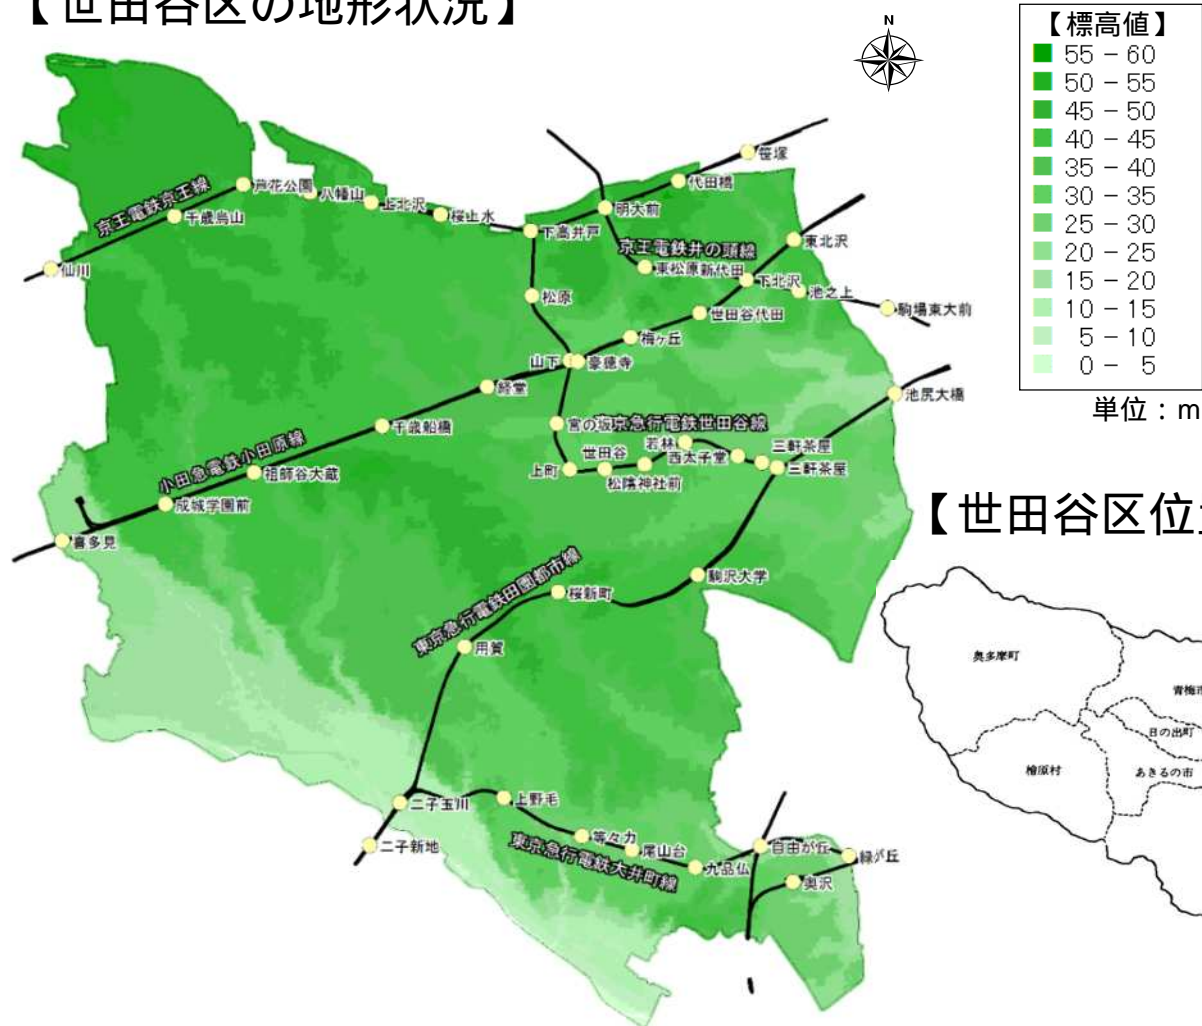 【世田谷区の地形状況】
N
【標高値】
55 - 60
50 - 55
45 - 50
40 - 45
35 - 40
30 - 35
25 - 30
20 - 25
15 - 20
10 - 15
5 - 10
0 - 5
単位：m
笹塚
代田橋
芦花公園
八幡山
上北沢
桜上水
明大前
京王電鉄京王線
千歳烏山
下高井戸
京王電鉄井の頭線
東北沢
仙川
東松原
新代田
下北沢
池之上
松原
世田谷代田
駒場東大前
梅ヶ丘
山下
豪徳寺
経堂
池尻大橋
千歳船橋
宮の坂
東京急行電鉄世田谷線
小田急電鉄小田原線
若林
三軒茶屋
世田谷
西太子堂
祖師谷大蔵
上町
三軒茶屋
松陰神社前
成城学園前
【世田谷区位
喜多見
東京急行電鉄田園都市線
駒沢大学
桜新町
用賀
奥多摩町
青梅市
日の出町
檜原村
あきるの市
二子玉川
上野毛
二子新地
等々力
尾山台
東京急行電鉄大井町線
自由が丘
緑が丘
九品仏
奥沢